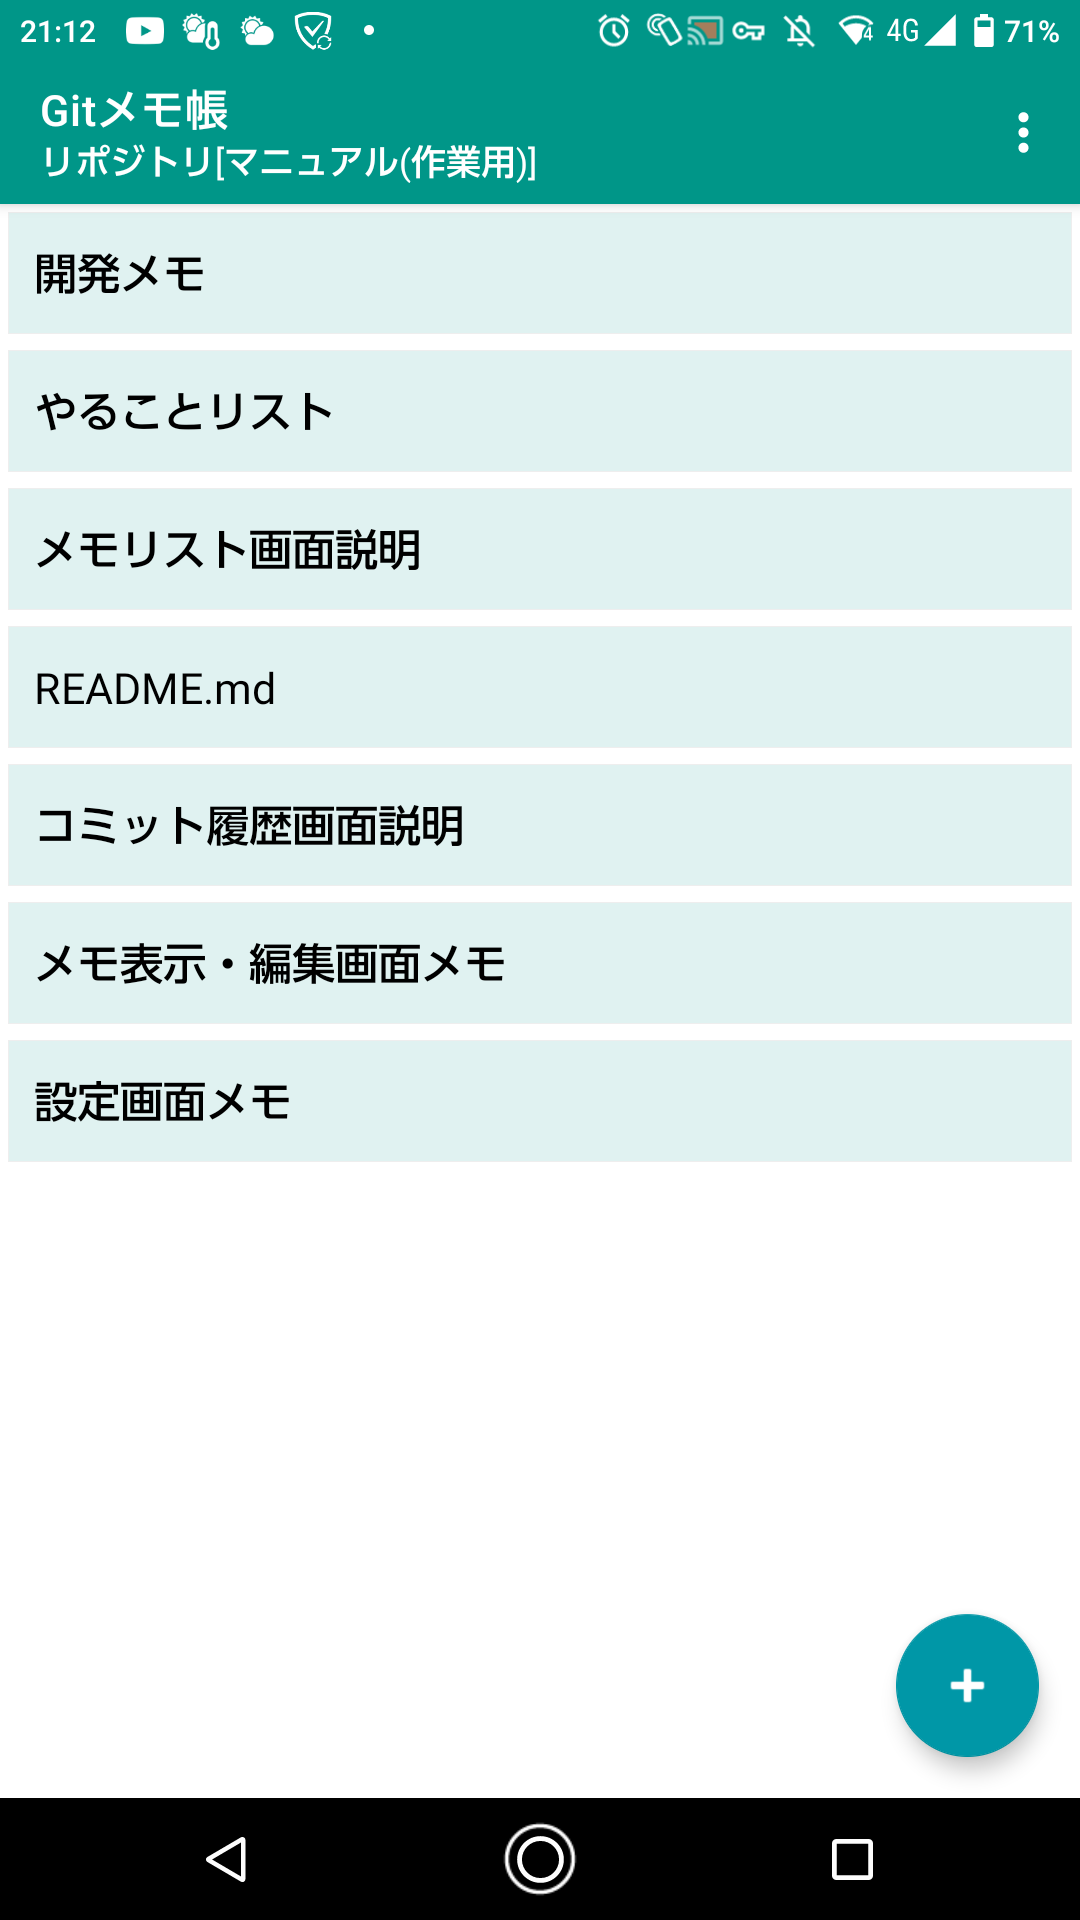 21:12 4 4G 71%
Gitメモ帳
リポジトリ[マニュアル(作業用)]
開発メモ
やることリスト
メモリスト画面説明
README.md
コミット履歴画面説明
メモ表示・編集画面メモ
設定画面メモ